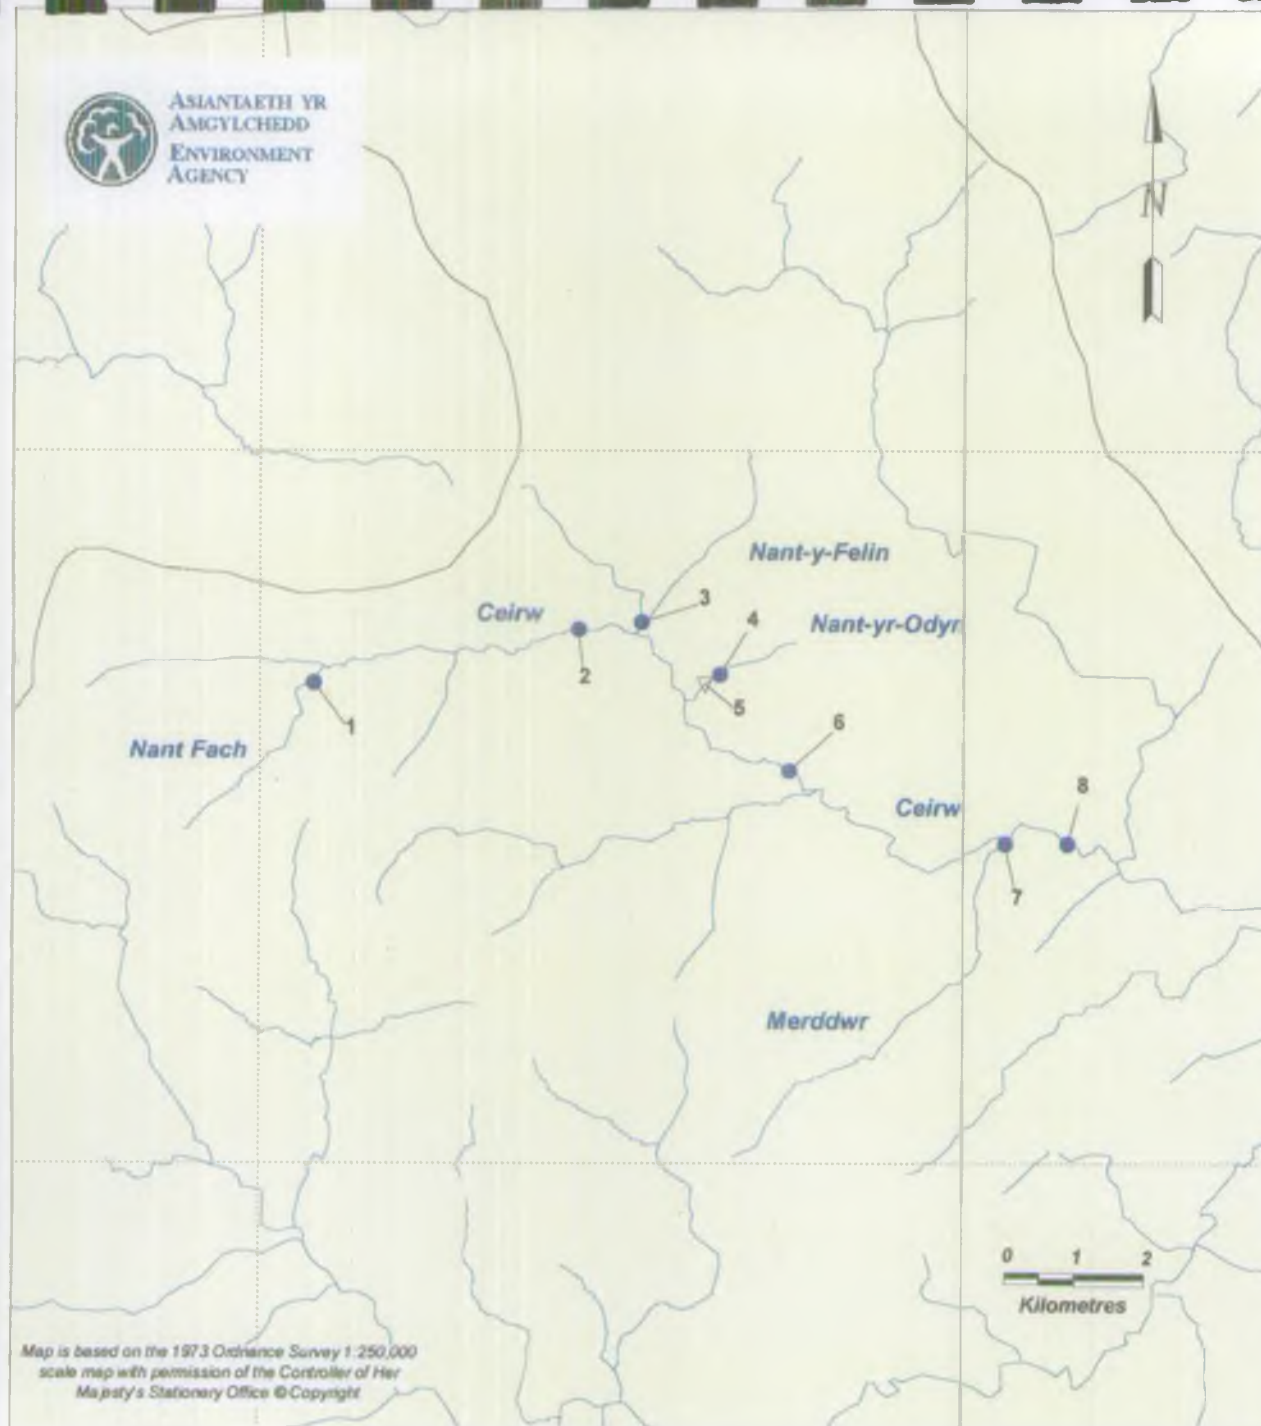 ASIANTAETH YR
AMGYLCHEDD
ENVIRONMENT
AGENCY
N
Nant-y-Felin
Ceirw
3
Nant-yr-Odyn
4
2
5
1
6
Nant Fach
8
Ceirw
7
Merddwr
0 1 2
Kilometres
Map is based on the 1973 Ordnance Survey 1:250,000
scale map with permission of the Controller of Her
Majesty's Stationery Office © Copyright